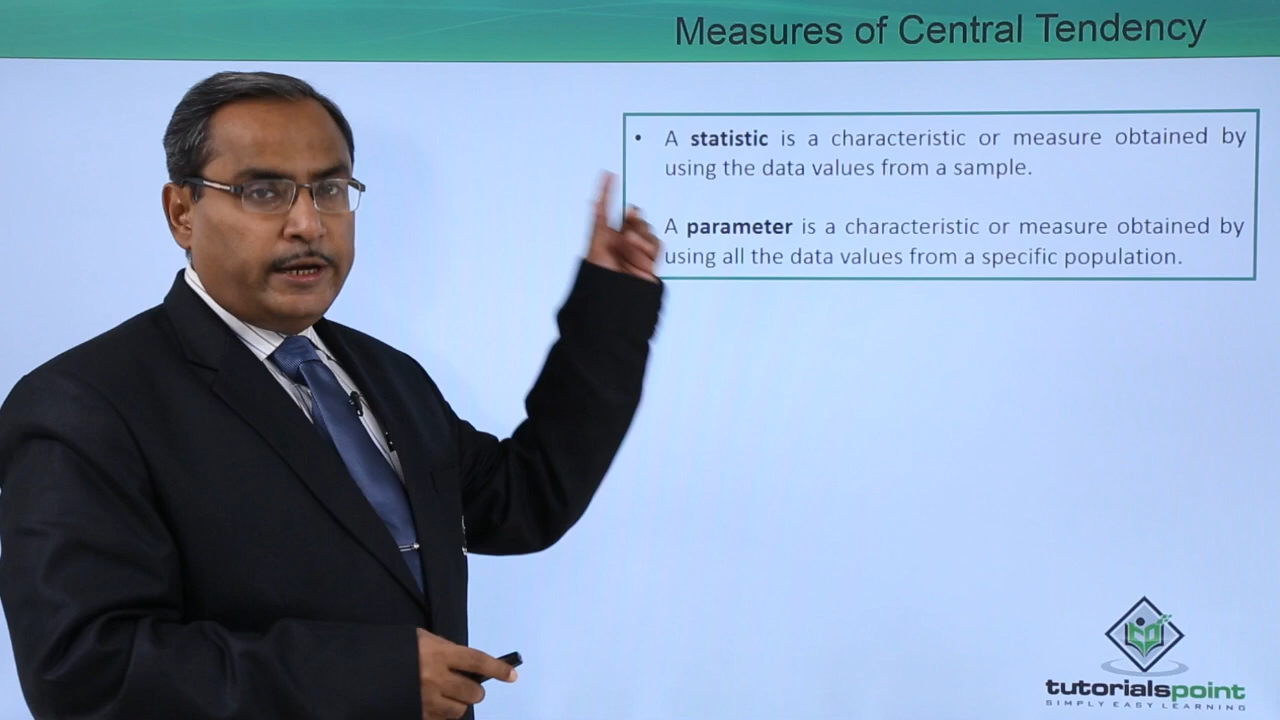 Measures of Central Tendency
• A statistic is a characteristic or measure obtained by
using the data values from a sample.
A parameter is a characteristic or measure obtained by
using all the data values from a specific population.
tutorialspoint
SIMPLY EASY LEARNING